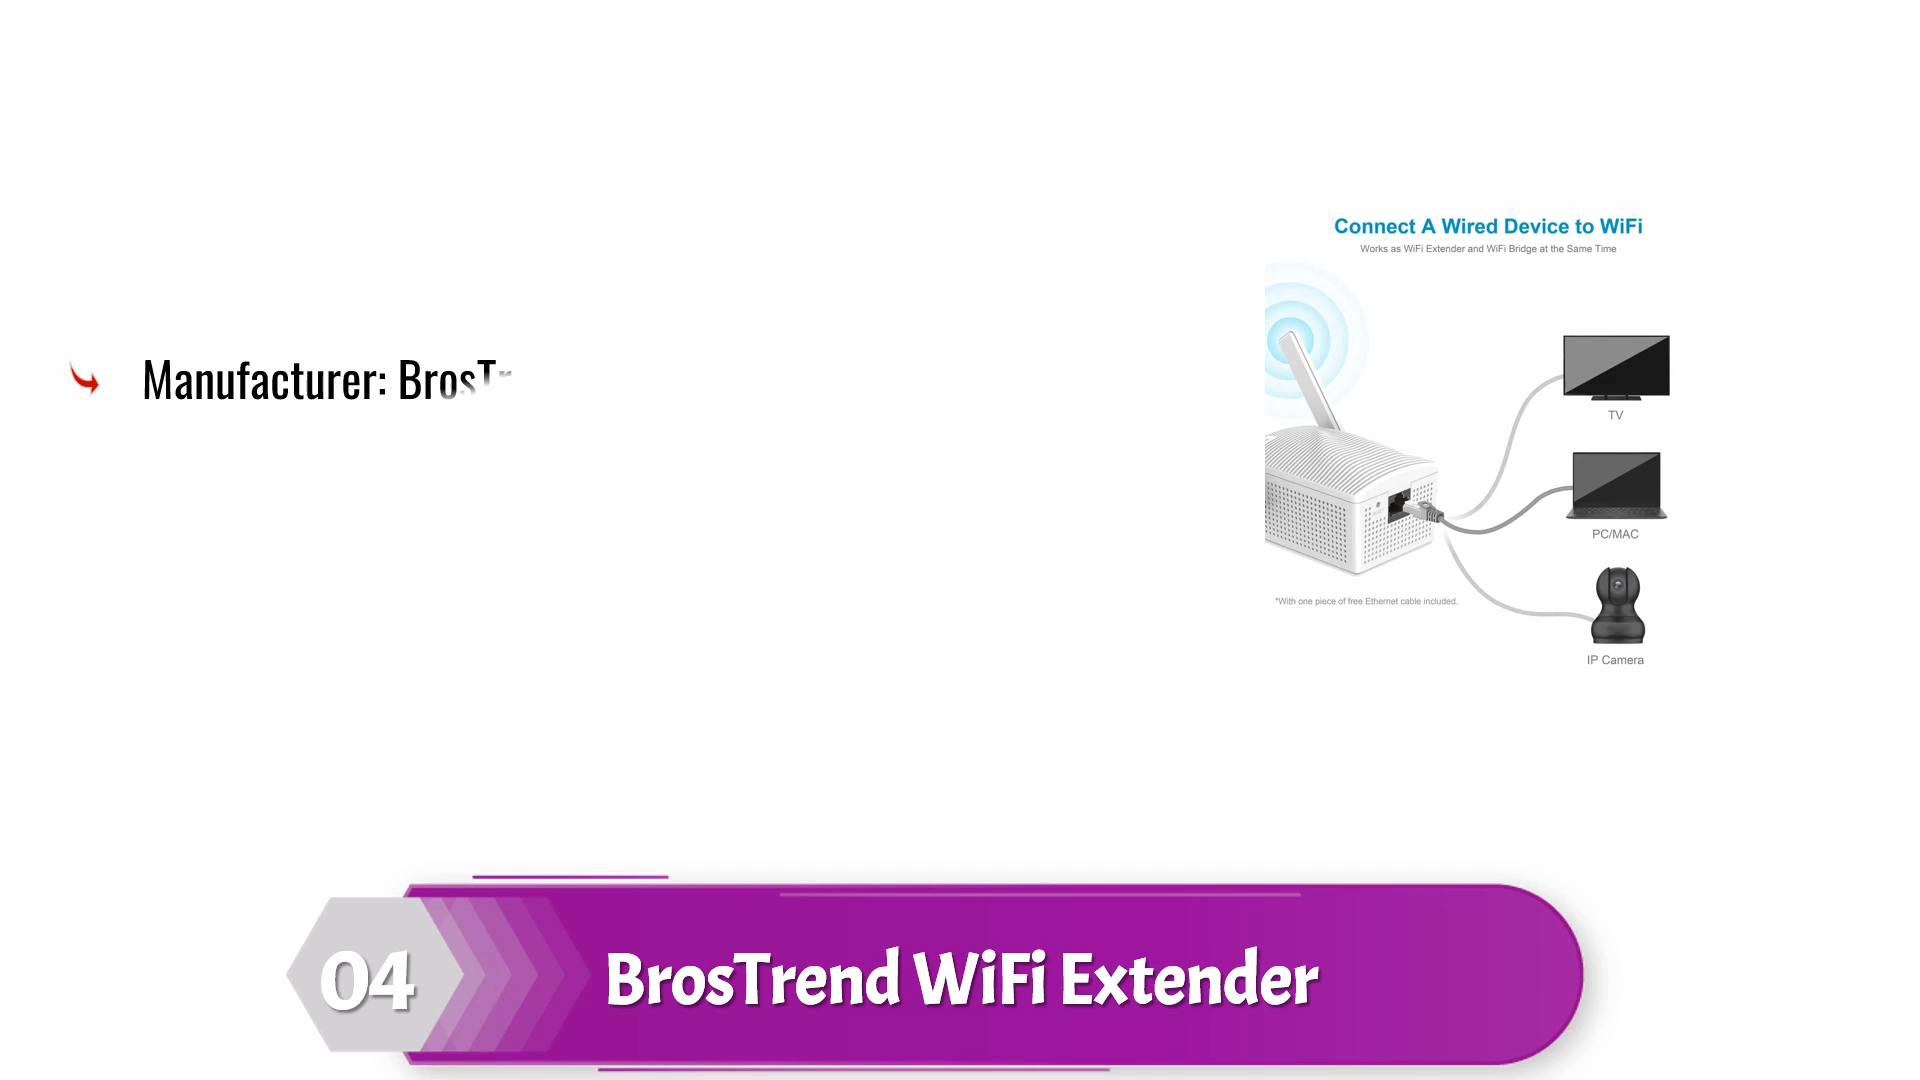 Connect A Wired Device to WiFi
Works as WiFi Extender and WiFi Bridge at the Same Time
Manufacturer: BrosTr
TV
PC/MAC
*With one piece of free Ethernet cable included.
IP Camera
04
BrosTrend WiFi Extender